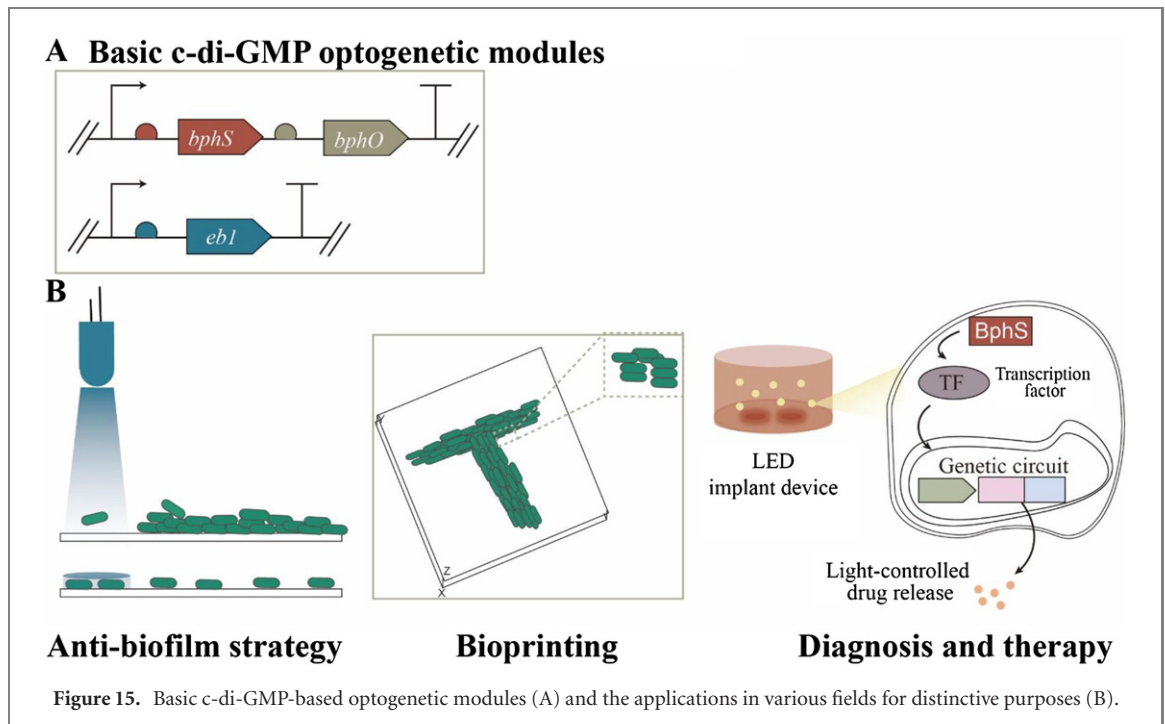 A Basic c-di-GMP optogenetic modules
bphS
bphO
eb1
B
BphS
TF
Transcription
factor
Genetic circuit
LED
implant device
Light-controlled
drug release
Y
Z
X
Anti-biofilm strategy
Bioprinting
Diagnosis and therapy
Figure 15. Basic c-di-GMP-based optogenetic modules (A) and the applications in various fields for distinctive purposes (B).